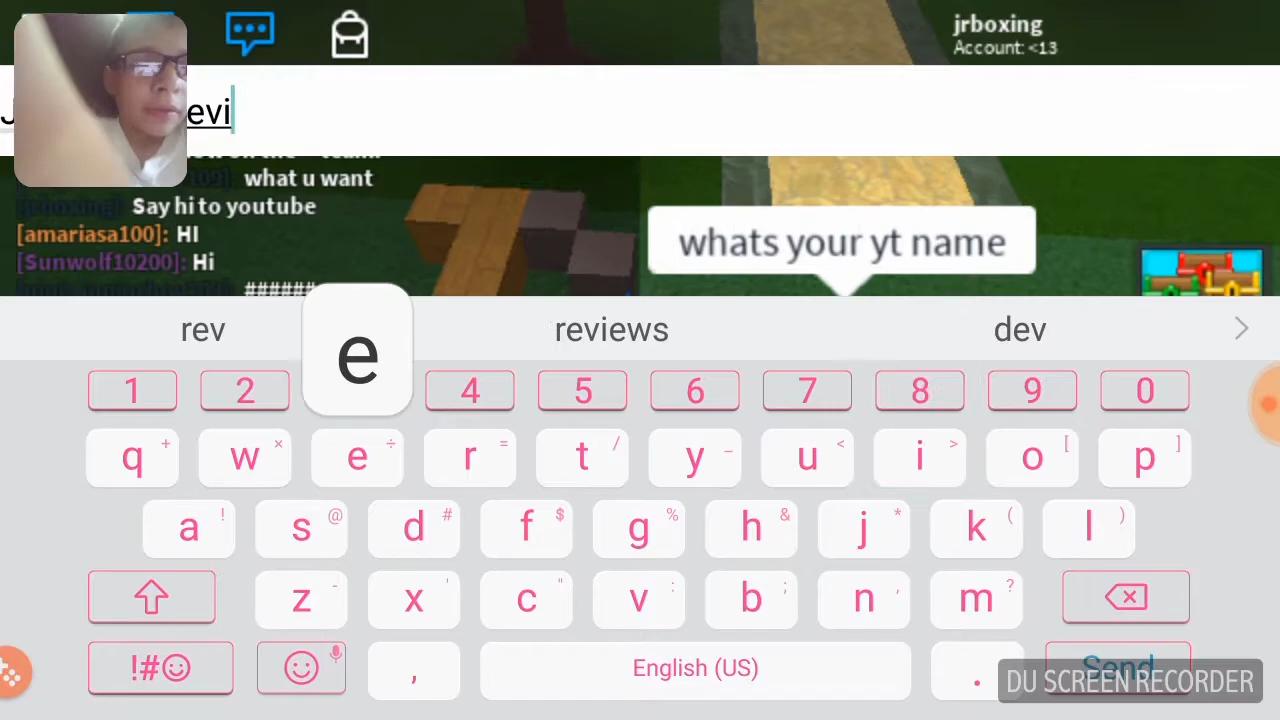 jrboxing
Account: <13
evi
what u want
Say hi to youtube
[amariasa100]: HI
[Sunwolf10200]: Hi
######
whats your yt name
rev
reviews
dev
e
1 2 4 5 6 7 8 9 0
q + w × e ÷ r = t / y _ u < i > o [ p ]
a ! s @ d # f $ g % h & j * k ( l )
z - x ' c " v : b ; n , m ?
!#☺ , English (US) . Send
DU SCREEN RECORDER